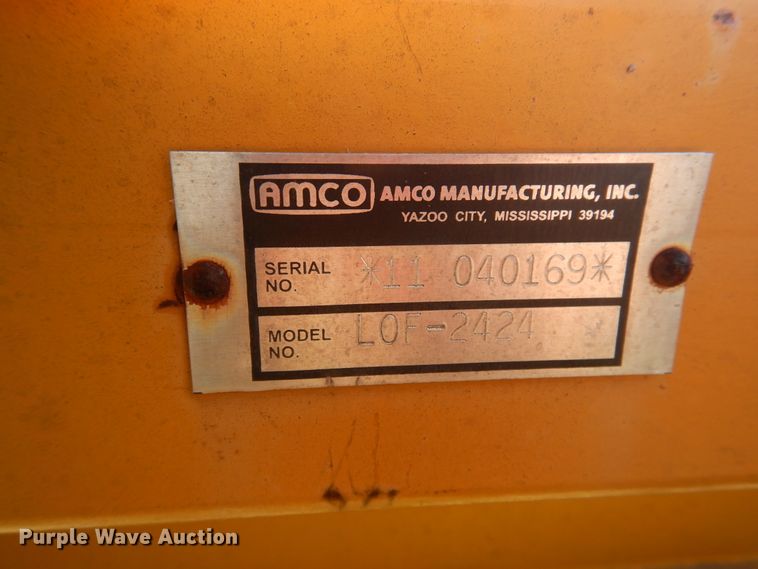 AMCO AMCO MANUFACTURING, INC.
YAZOO CITY, MISSISSIPPI 39194
SERIAL NO. *11 040169*
MODEL NO. LOF-2424
Purple Wave Auction